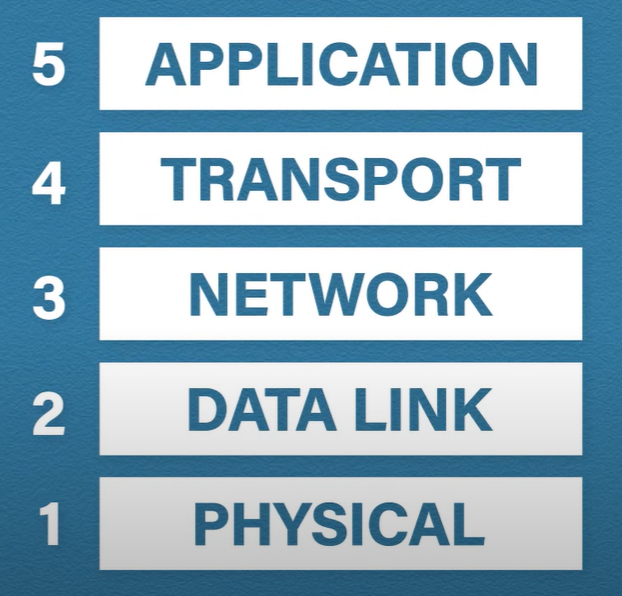 5 APPLICATION
4 TRANSPORT
3 NETWORK
2 DATA LINK
1 PHYSICAL